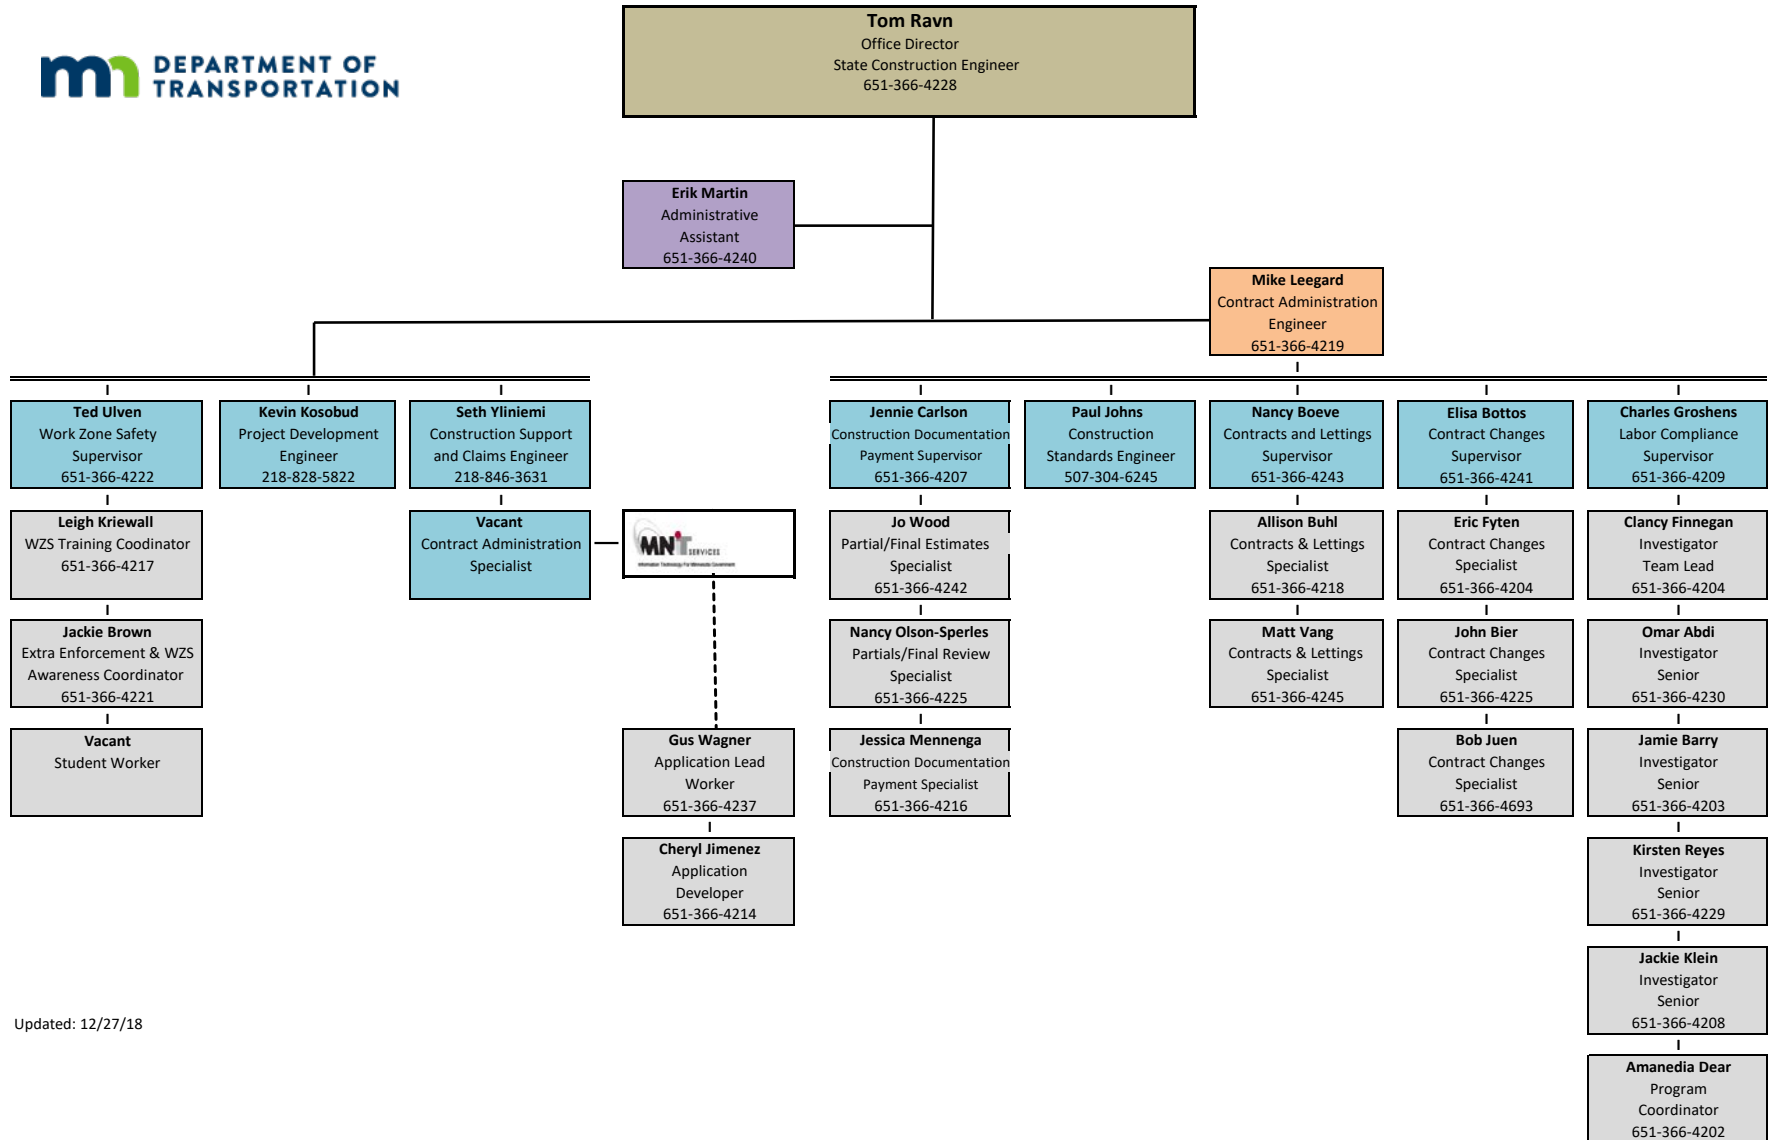 DEPARTMENT OF
TRANSPORTATION
Tom Ravn
Office Director
State Construction Engineer
651-366-4228
Erik Martin
Administrative
Assistant
651-366-4240
Mike Leegard
Contract Administration
Engineer
651-366-4219
Ted Ulven
Work Zone Safety
Supervisor
651-366-4222
Kevin Kosobud
Project Development
Engineer
218-828-5822
Seth Yliniemi
Construction Support
and Claims Engineer
218-846-3631
Jennie Carlson
Construction Documentation
Payment Supervisor
651-366-4207
Paul Johns
Construction
Standards Engineer
507-304-6245
Nancy Boeve
Contracts and Lettings
Supervisor
651-366-4243
Elisa Bottos
Contract Changes
Supervisor
651-366-4241
Charles Groshens
Labor Compliance
Supervisor
651-366-4209
Leigh Kriewall
WZS Training Coodinator
651-366-4217
Vacant
Contract Administration
Specialist
MN.IT SERVICES
Information Technology For Minnesota Government
Jo Wood
Partial/Final Estimates
Specialist
651-366-4242
Allison Buhl
Contracts & Lettings
Specialist
651-366-4218
Eric Fyten
Contract Changes
Specialist
651-366-4204
Clancy Finnegan
Investigator
Team Lead
651-366-4204
Jackie Brown
Extra Enforcement & WZS
Awareness Coordinator
651-366-4221
Nancy Olson-Sperles
Partials/Final Review
Specialist
651-366-4225
Matt Vang
Contracts & Lettings
Specialist
651-366-4245
John Bier
Contract Changes
Specialist
651-366-4225
Omar Abdi
Investigator
Senior
651-366-4230
Vacant
Student Worker
Gus Wagner
Application Lead
Worker
651-366-4237
Jessica Mennenga
Construction Documentation
Payment Specialist
651-366-4216
Bob Juen
Contract Changes
Specialist
651-366-4693
Jamie Barry
Investigator
Senior
651-366-4203
Cheryl Jimenez
Application
Developer
651-366-4214
Kirsten Reyes
Investigator
Senior
651-366-4229
Jackie Klein
Investigator
Senior
651-366-4208
Updated: 12/27/18
Amanedia Dear
Program
Coordinator
651-366-4202